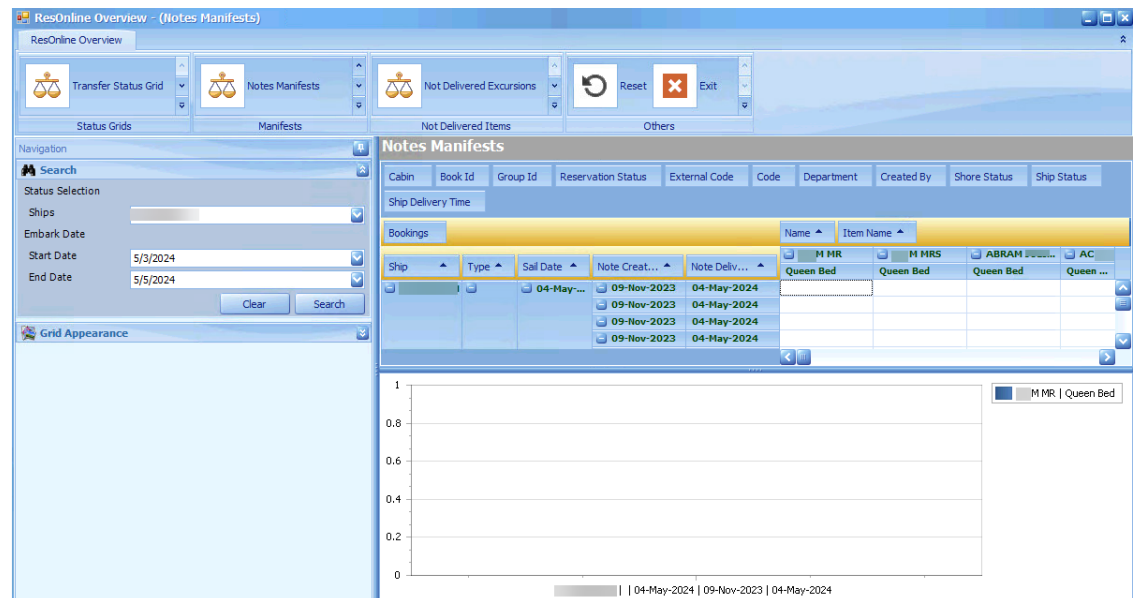 ResOnline Overview - (Notes Manifests)
ResOnline Overview
Transfer Status Grid
Notes Manifests
Not Delivered Excursions
Reset
Exit
Status Grids
Manifests
Not Delivered Items
Others
Navigation
Search
Status Selection
Ships
Embark Date
Start Date 5/3/2024
End Date 5/5/2024
Clear Search
Grid Appearance
Notes Manifests
Cabin Book Id Group Id Reservation Status External Code Code Department Created By Shore Status Ship Status
Ship Delivery Time
Bookings Name Item Name
Ship Type Sail Date Note Creat... Note Deliv...
M MR M MRS ABRAM AC
Queen Bed Queen Bed Queen Bed Queen ...
04-May-... 09-Nov-2023 04-May-2024
09-Nov-2023 04-May-2024
09-Nov-2023 04-May-2024
09-Nov-2023 04-May-2024
1
0.8
0.6
0.4
0.2
0
M MR | Queen Bed
| | 04-May-2024 | 09-Nov-2023 | 04-May-2024